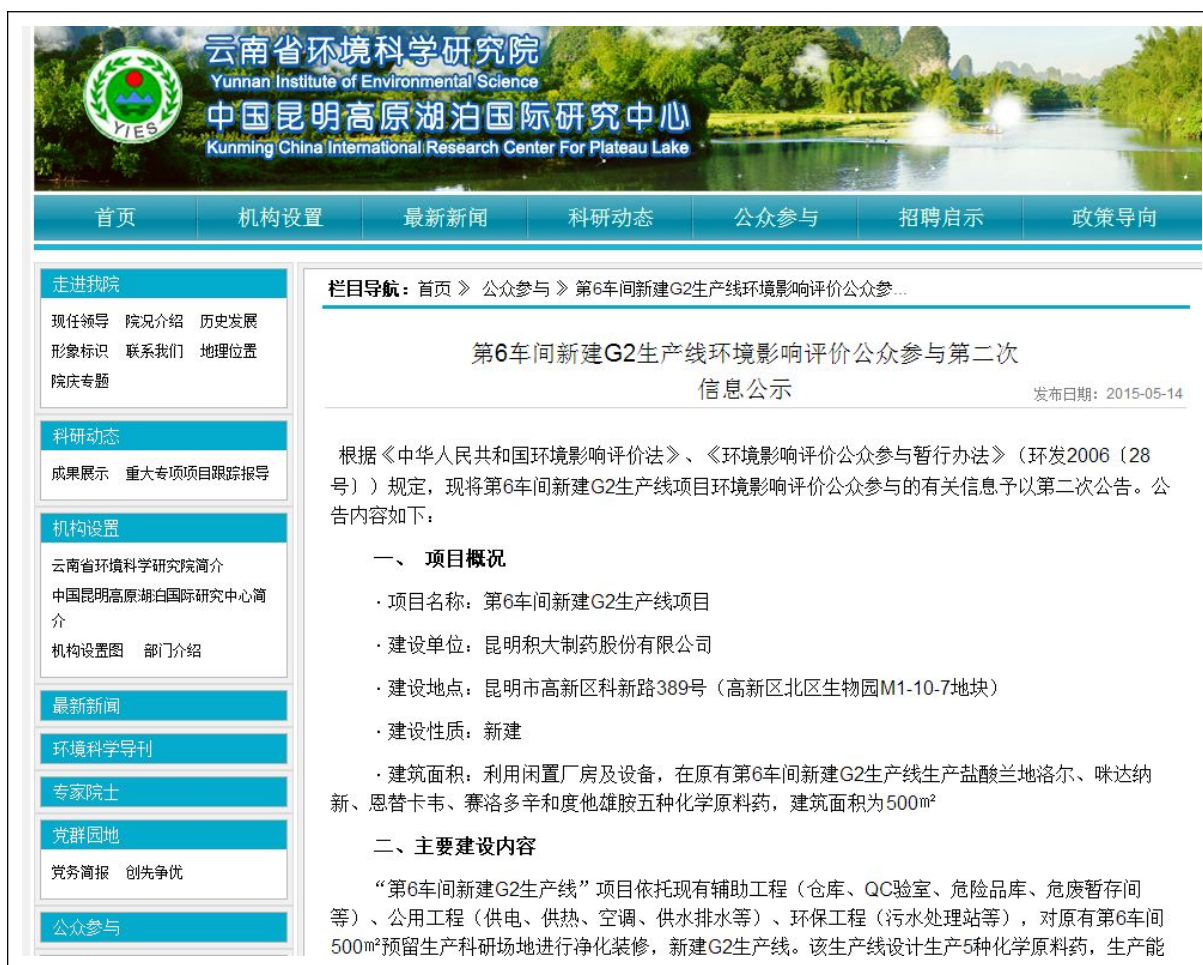 云南省环境科学研究院
Yunnan Institute of Environmental Science
中国昆明高原湖泊国际研究中心
Kunming China International Research Center For Plateau Lake
YIES
首页 机构设置 最新新闻 科研动态 公众参与 招聘启示 政策导向
走进我院
现任领导 院况介绍 历史发展
形象标识 联系我们 地理位置
院庆专题
科研动态
成果展示 重大专项项目跟踪报导
机构设置
云南省环境科学研究院简介
中国昆明高原湖泊国际研究中心简
介
机构设置图 部门介绍
最新新闻
环境科学导刊
专家院士
党群园地
党务简报 创先争优
公众参与
栏目导航：首页 》 公众参与 》第6车间新建G2生产线环境影响评价公众参...
第6车间新建G2生产线环境影响评价公众参与第二次
信息公示
发布日期：2015-05-14
根据《中华人民共和国环境影响评价法》、《环境影响评价公众参与暂行办法》（环发2006〔28
号〕）规定，现将第6车间新建G2生产线项目环境影响评价公众参与的有关信息予以第二次公告。公
告内容如下：
一、 项目概况
·项目名称：第6车间新建G2生产线项目
·建设单位：昆明积大制药股份有限公司
·建设地点：昆明市高新区科新路389号（高新区北区生物园M1-10-7地块）
·建设性质：新建
·建筑面积：利用闲置厂房及设备，在原有第6车间新建G2生产线生产盐酸兰地洛尔、咪达纳
新、恩替卡韦、赛洛多辛和度他雄胺五种化学原料药，建筑面积为500m²
二、主要建设内容
“第6车间新建G2生产线”项目依托现有辅助工程（仓库、QC验室、危险品库、危废暂存间
等）、公用工程（供电、供热、空调、供水排水等）、环保工程（污水处理站等），对原有第6车间
500m²预留生产科研场地进行净化装修，新建G2生产线。该生产线设计生产5种化学原料药，生产能